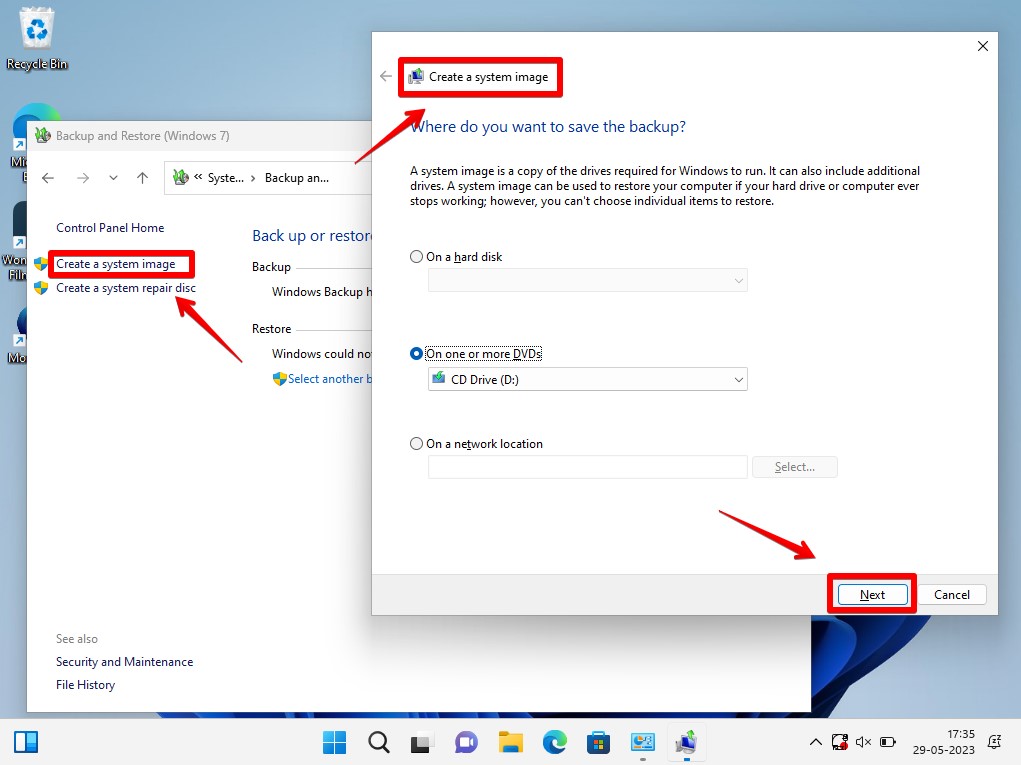 Recycle Bin
Backup and Restore (Windows 7)
« Syste... › Backup an...
Control Panel Home
Create a system image
Create a system repair disc
Back up or restore
Backup
Windows Backup h
Restore
Windows could not
Select another b
See also
Security and Maintenance
File History
Create a system image
Where do you want to save the backup?
A system image is a copy of the drives required for Windows to run. It can also include additional
drives. A system image can be used to restore your computer if your hard drive or computer ever
stops working; however, you can't choose individual items to restore.
On a hard disk
On one or more DVDs
CD Drive (D:)
On a network location
Select...
Next
Cancel
17:35
29-05-2023